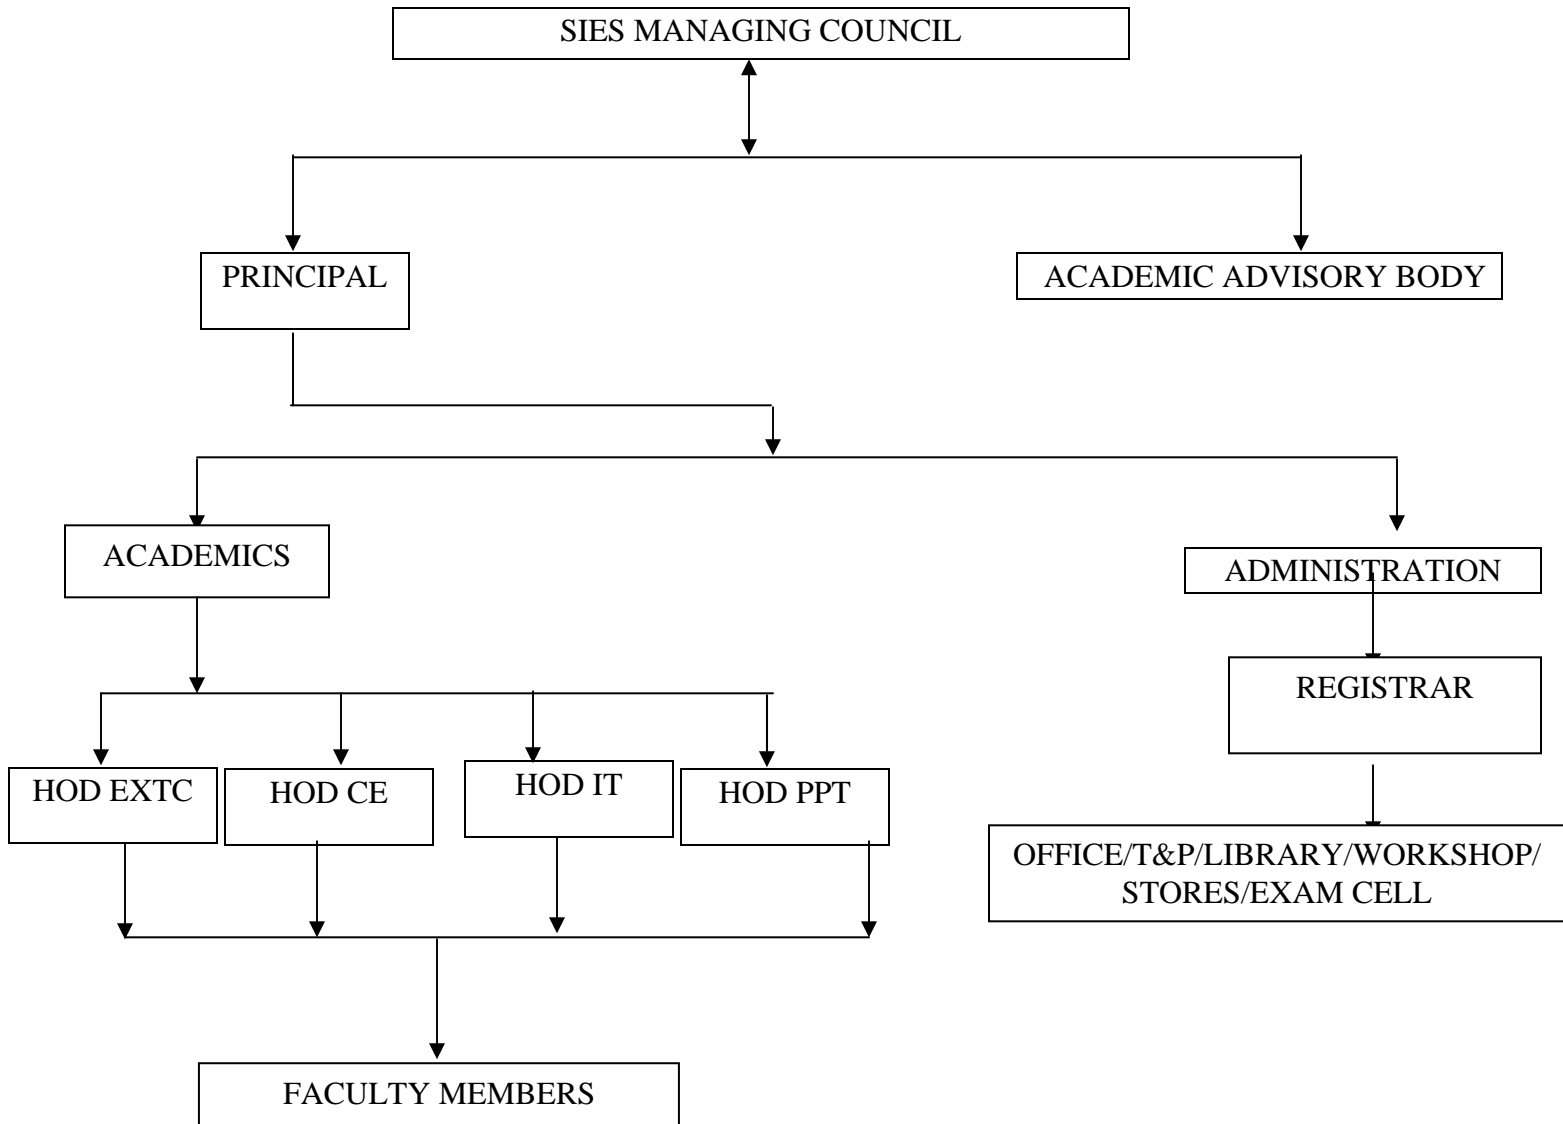 SIES MANAGING COUNCIL
PRINCIPAL
ACADEMIC ADVISORY BODY
ACADEMICS
ADMINISTRATION
REGISTRAR
HOD EXTC
HOD CE
HOD IT
HOD PPT
OFFICE/T&P/LIBRARY/WORKSHOP/
STORES/EXAM CELL
FACULTY MEMBERS